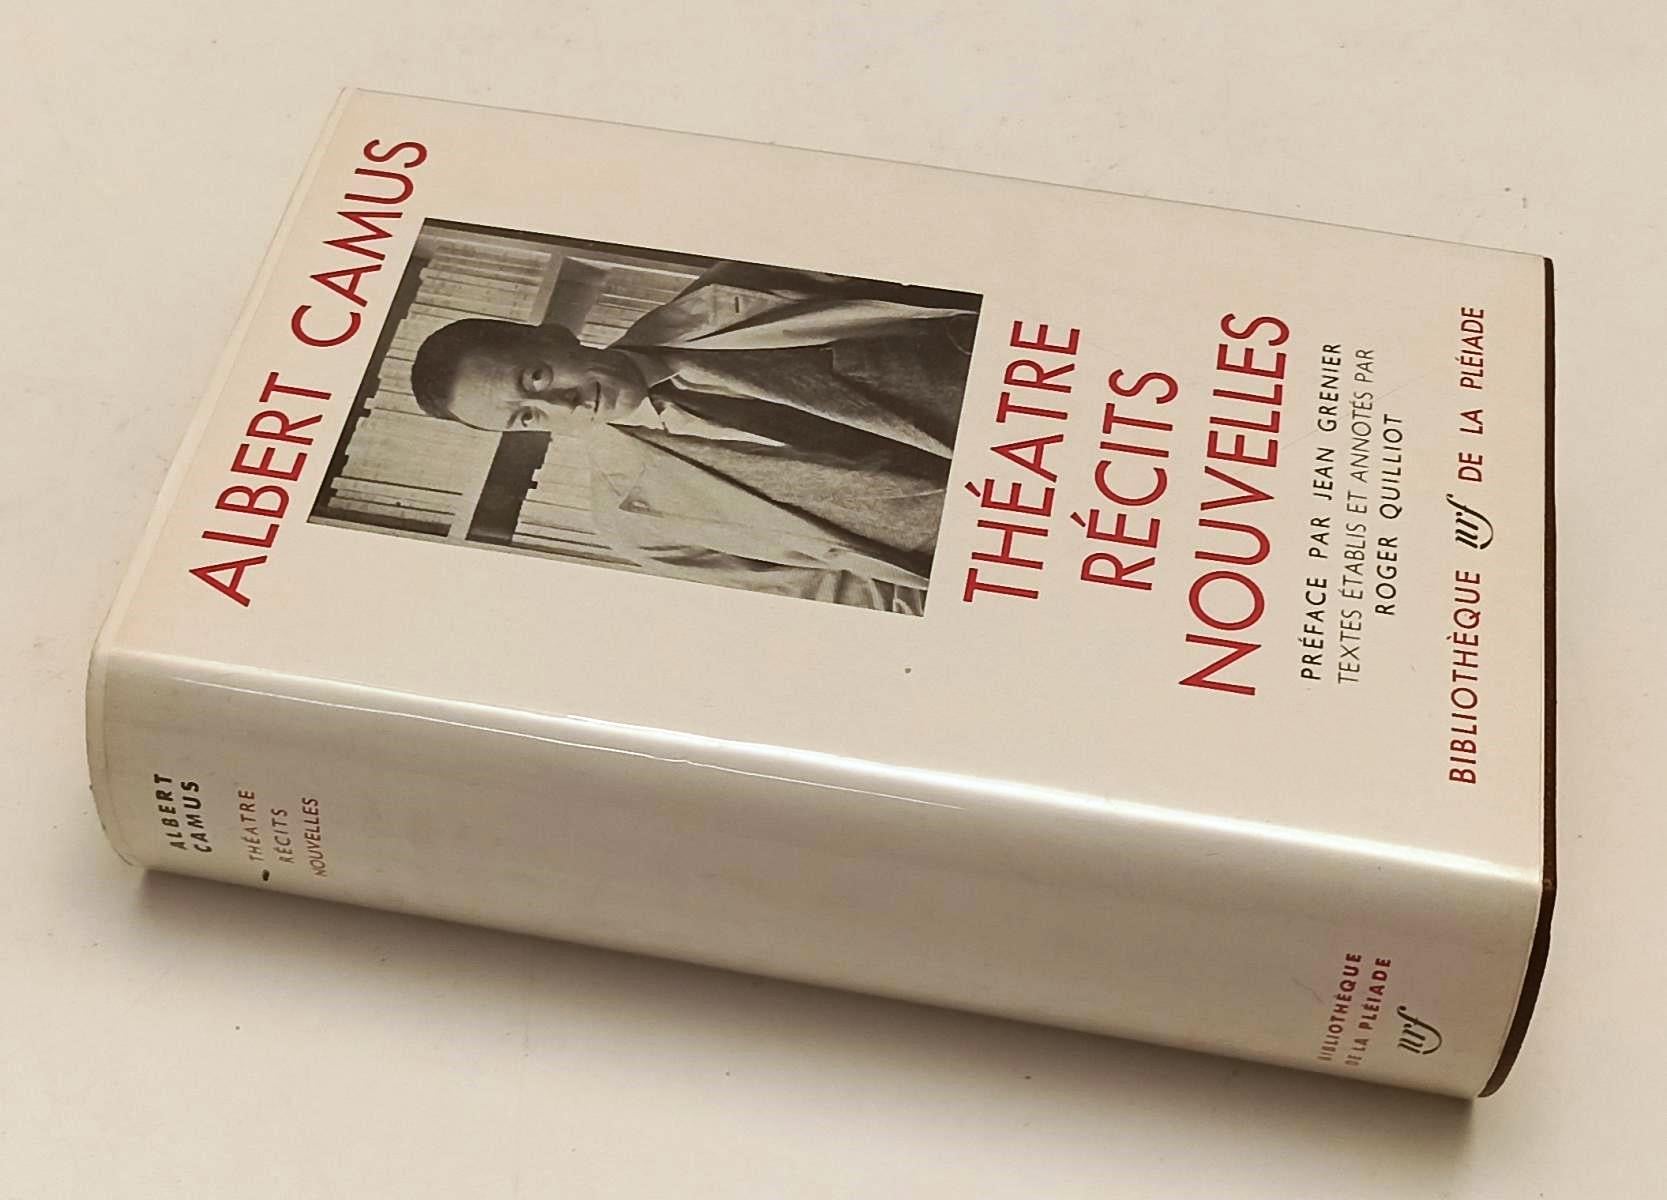 ALBERT CAMUS
THÉATRE
RÉCITS
NOUVELLES
PRÉFACE PAR JEAN GRENIER
TEXTES ÉTABLIS ET ANNOTÉS PAR
ROGER QUILLIOT
BIBLIOTHÈQUE nrf DE LA PLÉIADE
ALBERT
CAMUS
THÉATRE
RÉCITS
NOUVELLES
BIBLIOTHÈQUE
DE LA PLÉIADE
nrf